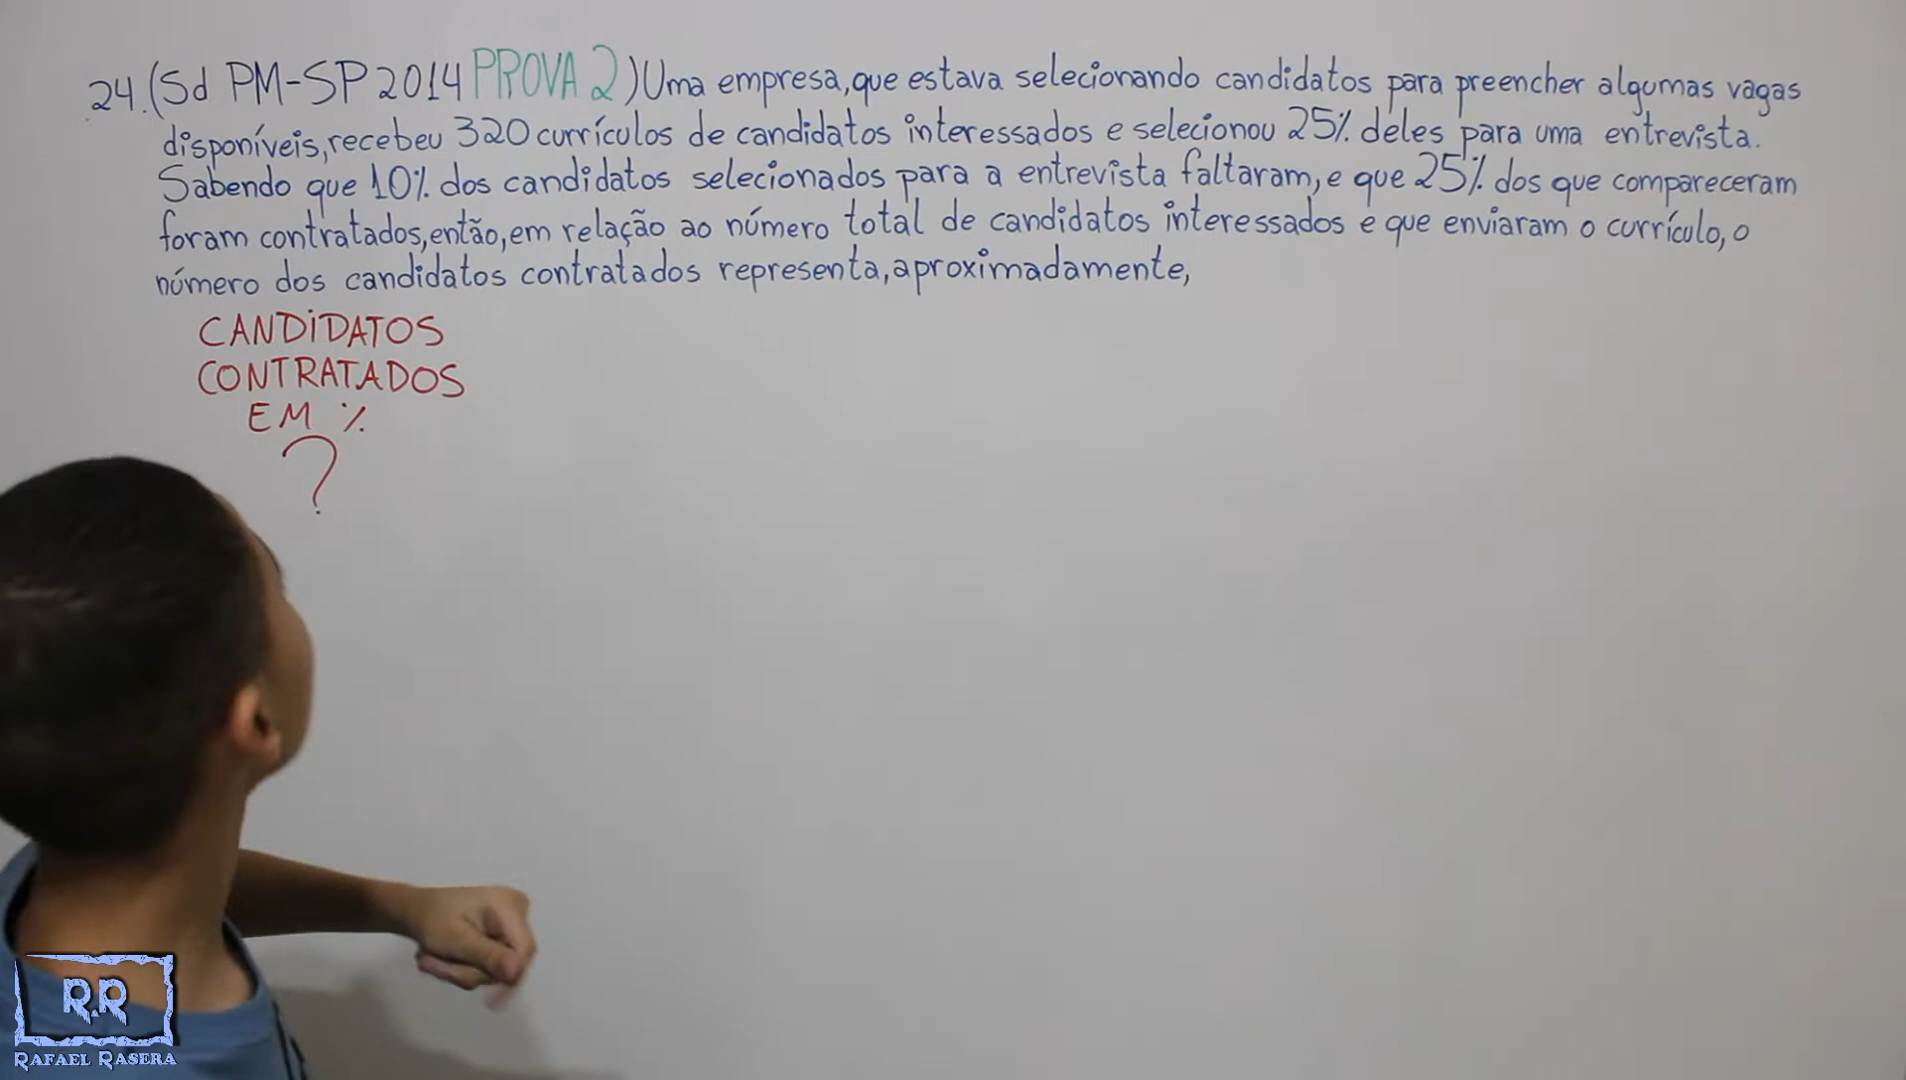 24.(Sd PM-SP 2014 PROVA 2) Uma empresa, que estava selecionando candidatos para preencher algumas vagas
disponíveis, recebeu 320 currículos de candidatos interessados e selecionou 25% deles para uma entrevista.
Sabendo que 10% dos candidatos selecionados para a entrevista faltaram, e que 25% dos que compareceram
foram contratados, então, em relação ao número total de candidatos interessados e que enviaram o currículo, o
número dos candidatos contratados representa, aproximadamente,
CANDIDATOS
CONTRATADOS
EM %
?
R.R
RAFAEL RASERA